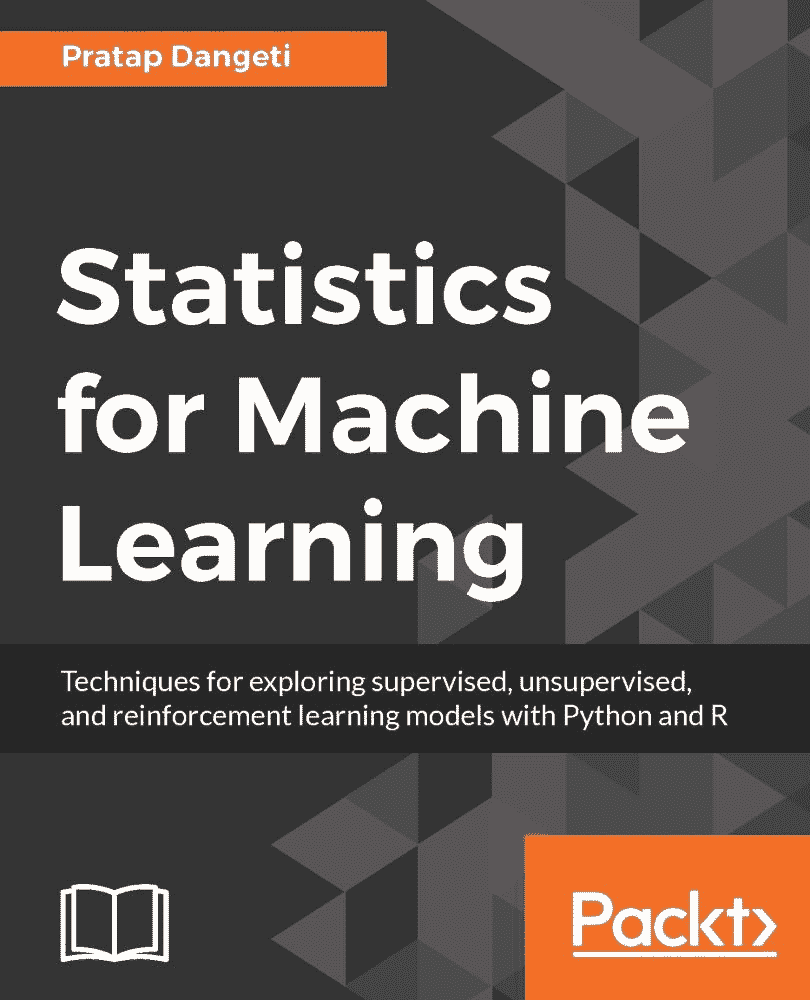 Pratap Dangeti
Statistics
for Machine
Learning
Techniques for exploring supervised, unsupervised,
and reinforcement learning models with Python and R
Packt